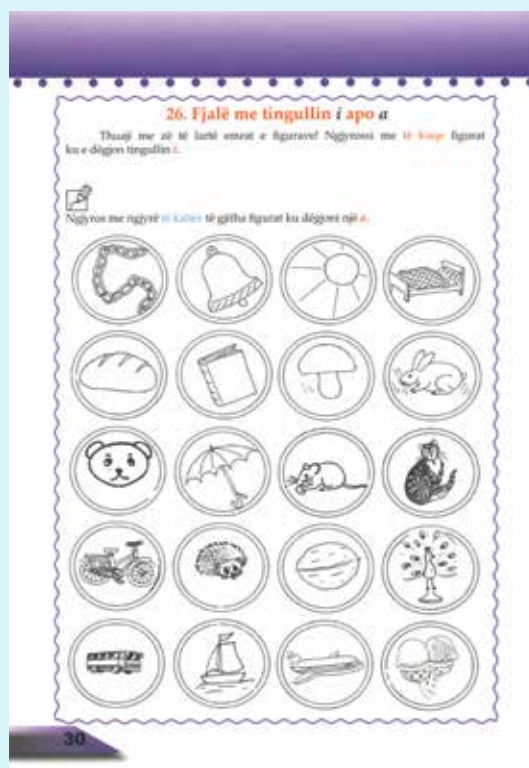 26. Fjalë me tingullin i apo a
Thuaji me zë të lartë emrat e figurave! Ngjyrosi me të kuqe figurat
ku e dëgjon tingullin i.
Ngjyros me ngjyrë të kaltër të gjitha figurat ku dëgjoni një a.
30